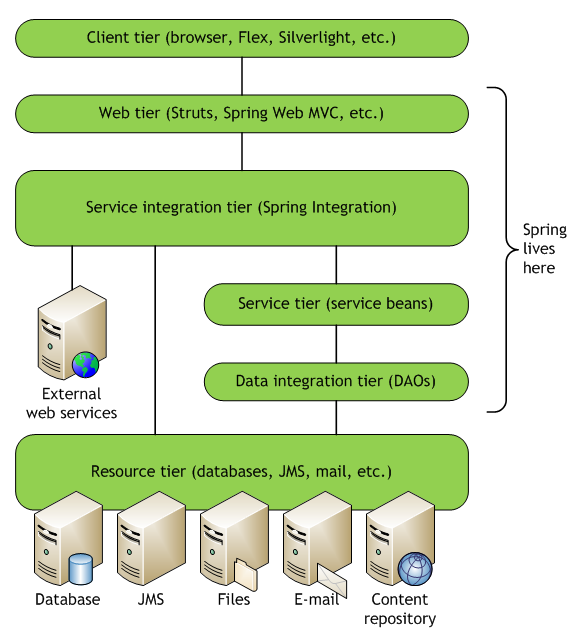 Client tier (browser, Flex, Silverlight, etc.)
Web tier (Struts, Spring Web MVC, etc.)
Service integration tier (Spring Integration)
Spring
lives
here
Service tier (service beans)
Data integration tier (DAOs)
External
web services
Resource tier (databases, JMS, mail, etc.)
Database
JMS
Files
E-mail
Content
repository